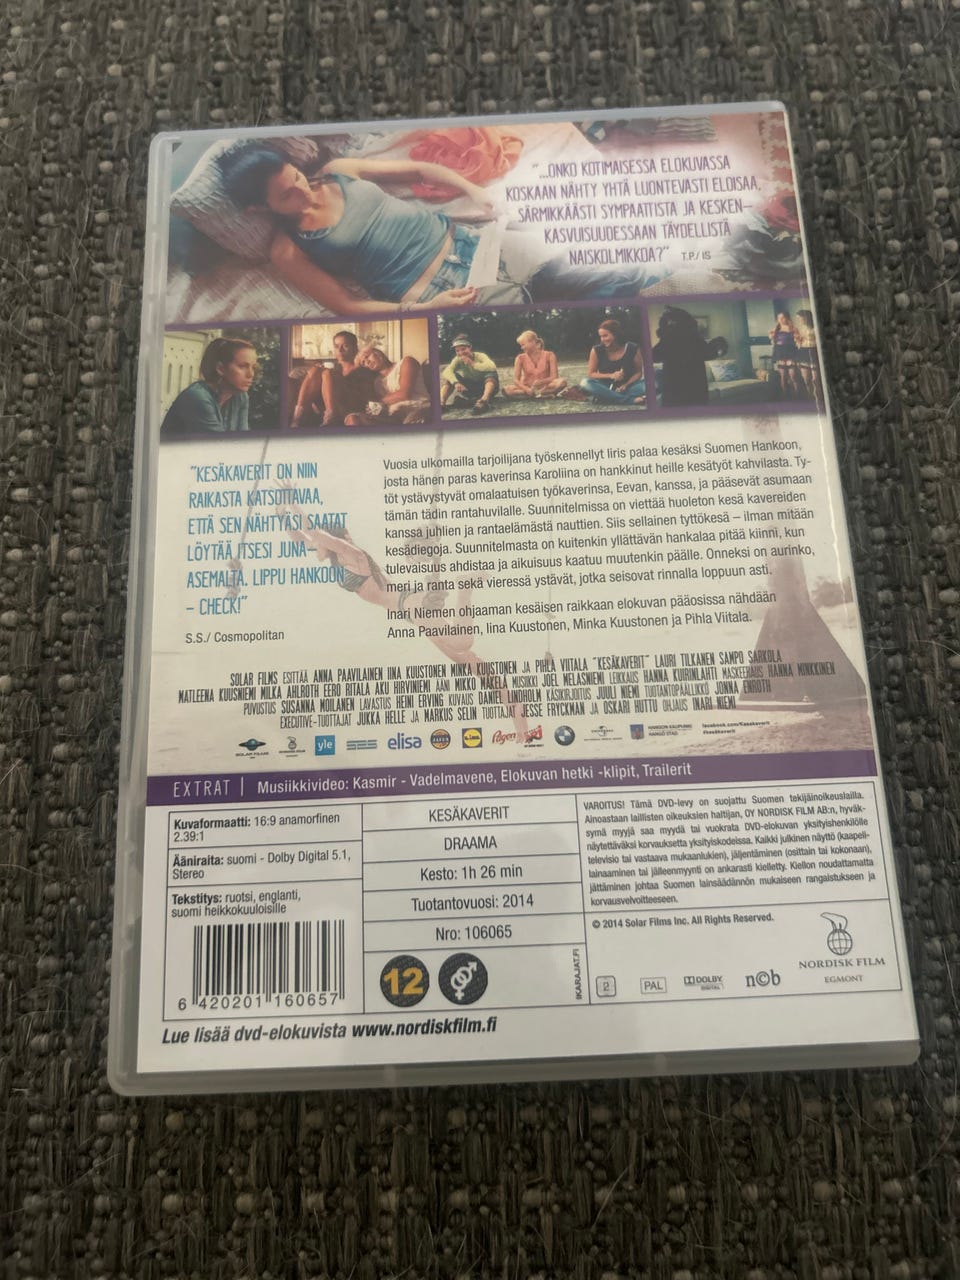 "...ONKO KOTIMAISESSA ELOKUVASSA
KOSKAAN NÄHTY YHTÄ LUONTEVASTI ELOISAA,
SÄRMIKKÄÄSTI SYMPAATTISTA JA KESKEN-
KASVUISUUDESSAAN TÄYDELLISTÄ
NAISKOLMIKKOA?" T.P./ IS
"KESÄKAVERIT ON NIIN
RAIKASTA KATSOTTAVAA,
ETTÄ SEN NÄHTYÄSI SAATAT
LÖYTÄÄ ITSESI JUNA-
ASEMALTA. LIPPU HANKOON
- CHECK!"
S.S./ Cosmopolitan
Vuosia ulkomailla tarjoilijana työskennellyt Iiris palaa kesäksi Suomen Hankoon,
josta hänen paras kaverinsa Karoliina on hankkinut heille kesätyöt kahvilasta. Ty-
töt ystävystyvät omalaatuisen työkaverinsa, Eevan, kanssa, ja pääsevät asumaan
tämän tädin rantahuvilalle. Suunnitelmissa on viettää huoleton kesä kavereiden
kanssa juhlien ja rantaelämästä nauttien. Siis sellainen tyttökesä – ilman mitään
kesädiegoja. Suunnitelmasta on kuitenkin yllättävän hankalaa pitää kiinni, kun
tulevaisuus ahdistaa ja aikuisuus kaatuu muutenkin päälle. Onneksi on aurinko,
meri ja ranta sekä vieressä ystävät, jotka seisovat rinnalla loppuun asti.
Inari Niemen ohjaaman kesäisen raikkaan elokuvan pääosissa nähdään
Anna Paavilainen, Iina Kuustonen, Minka Kuustonen ja Pihla Viitala.
SOLAR FILMS ESITTÄÄ ANNA PAAVILAINEN IINA KUUSTONEN MINKA KUUSTONEN JA PIHLA VIITALA "KESÄKAVERIT" LAURI TILKANEN SAMPO SARKOLA
MATLEENA KUUSNIEMI MILKA AHLROTH EERO RITALA AKU HIRVINIEMI ÄÄNI MIKKO MÄKELÄ MUSIIKKI JOEL MELASNIEMI LEIKKAUS HANNA KUIRINLAHTI MASKEERAUS HANNA MINKKINEN
PUVUSTUS SUSANNA MOILANEN LAVASTUS HEINI ERVING KUVAUS DANIEL LINDHOLM KÄSIKIRJOITUS JUULI NIEMI TUOTANTOPÄÄLLIKKÖ JONNA ENROTH
EXECUTIVE-TUOTTAJAT JUKKA HELLE JA MARKUS SELIN TUOTTAJAT JESSE FRYCKMAN JA OSKARI HUTTU OHJAUS INARI NIEMI
SOLAR FILMS yle elisa LIDL Fazer NRJ BMW
EXTRAT | Musiikkivideo: Kasmir - Vadelmavene, Elokuvan hetki -klipit, Trailerit
Kuvaformaatti: 16:9 anamorfinen
2.39:1
Ääniraita: suomi - Dolby Digital 5.1,
Stereo
Tekstitys: ruotsi, englanti,
suomi heikkokuuloisille
6 420201 160657
KESÄKAVERIT
DRAAMA
Kesto: 1h 26 min
Tuotantovuosi: 2014
Nro: 106065
12
IKARAJAT.FI
VAROITUS! Tämä DVD-levy on suojattu Suomen tekijäinoikeuslailla.
Ainoastaan laillisten oikeuksien haltijan, OY NORDISK FILM AB:n, hyväk-
symä myyjä saa myydä tai vuokrata DVD-elokuvan yksityishenkilölle
näytettäväksi korvauksetta yksityiskodeissa. Kaikki julkinen näyttö (kaapeli-
televisio tai vastaava mukaanlukien), jäljentäminen (osittain tai kokonaan),
lainaaminen tai jälleenmyynti on ankarasti kielletty. Kiellon noudattamatta
jättäminen johtaa Suomen lainsäädännön mukaiseen rangaistukseen ja
korvausvelvoitteeseen.
© 2014 Solar Films Inc. All Rights Reserved.
2 PAL DOLBY DIGITAL n©b
NORDISK FILM
EGMONT
Lue lisää dvd-elokuvista www.nordiskfilm.fi